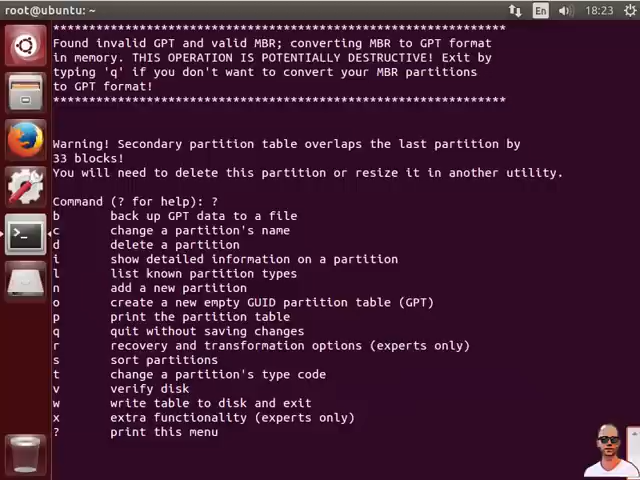 root@ubuntu: ~
En
18:23
***************************************************************
Found invalid GPT and valid MBR; converting MBR to GPT format
in memory. THIS OPERATION IS POTENTIALLY DESTRUCTIVE! Exit by
typing 'q' if you don't want to convert your MBR partitions
to GPT format!
***************************************************************
Warning! Secondary partition table overlaps the last partition by
33 blocks!
You will need to delete this partition or resize it in another utility.
Command (? for help): ?
b back up GPT data to a file
c change a partition's name
d delete a partition
i show detailed information on a partition
l list known partition types
n add a new partition
o create a new empty GUID partition table (GPT)
p print the partition table
q quit without saving changes
r recovery and transformation options (experts only)
s sort partitions
t change a partition's type code
v verify disk
w write table to disk and exit
x extra functionality (experts only)
? print this menu